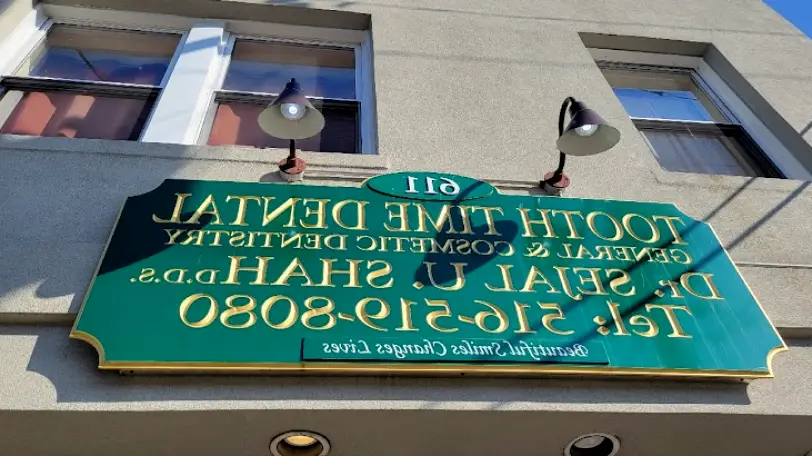 611
TOOTH TIME DENTAL
GENERAL & COSMETIC DENTISTRY
Dr. SEJAL U. SHAH D.D.S.
Tel: 516-519-8080
Beautiful Smiles Changes Lives